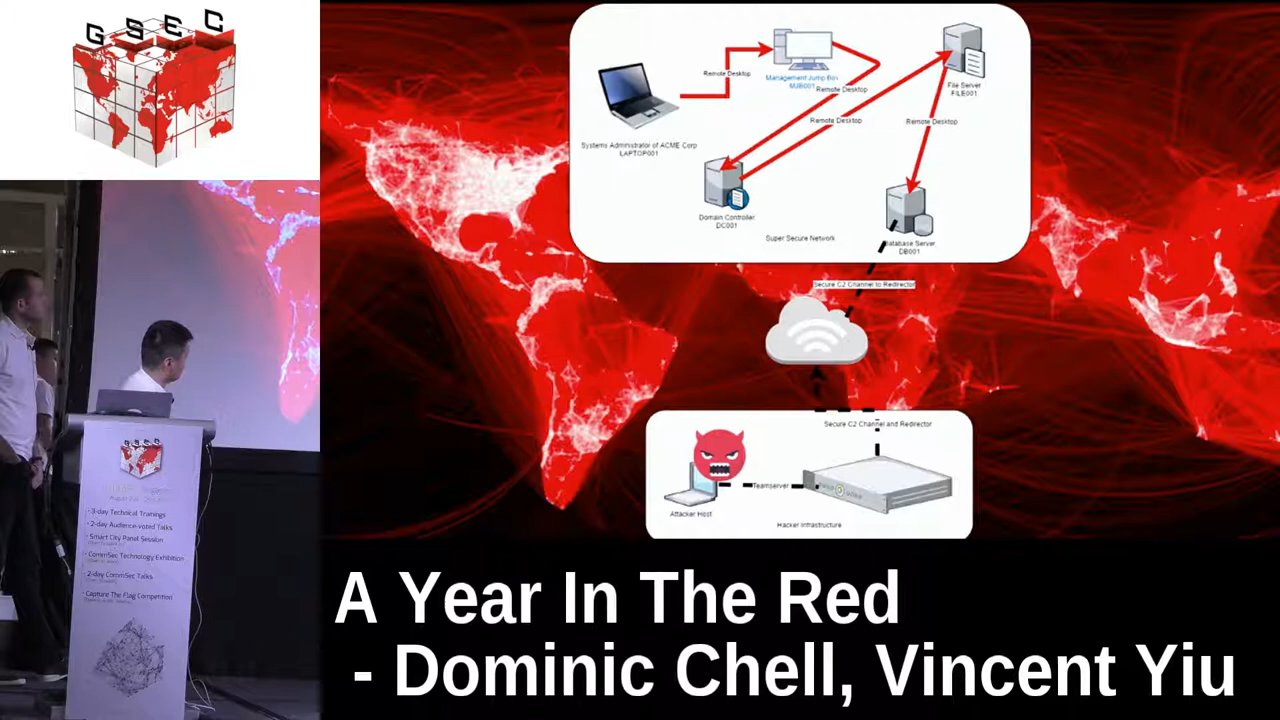 GSEC
Remote Desktop
Management Jump Box
MJB001
Remote Desktop
Remote Desktop
File Server
FILE001
Remote Desktop
Systems Administrator of ACME Corp
LAPTOP001
Domain Controller
DC001
Super Secure Network
Database Server
DB001
Secure C2 Channel to Redirector
Secure C2 Channel and Redirector
Teamserver
Attacker Host
Hacker Infrastructure
GSEC
3-day Technical Trainings
2-day Audience-voted Talks
Smart City Panel Session
CommSec Technology Exhibition
2-day CommSec Talks
Capture The Flag Competition
A Year In The Red
- Dominic Chell, Vincent Yiu